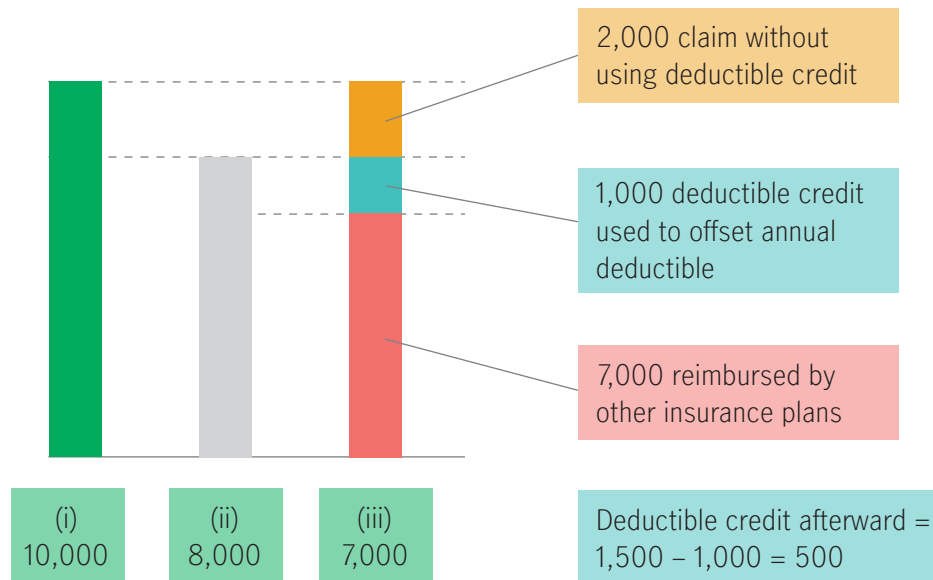 2,000 claim without
using deductible credit
1,000 deductible credit
used to offset annual
deductible
7,000 reimbursed by
other insurance plans
(i)
10,000
(ii)
8,000
(iii)
7,000
Deductible credit afterward =
1,500 – 1,000 = 500